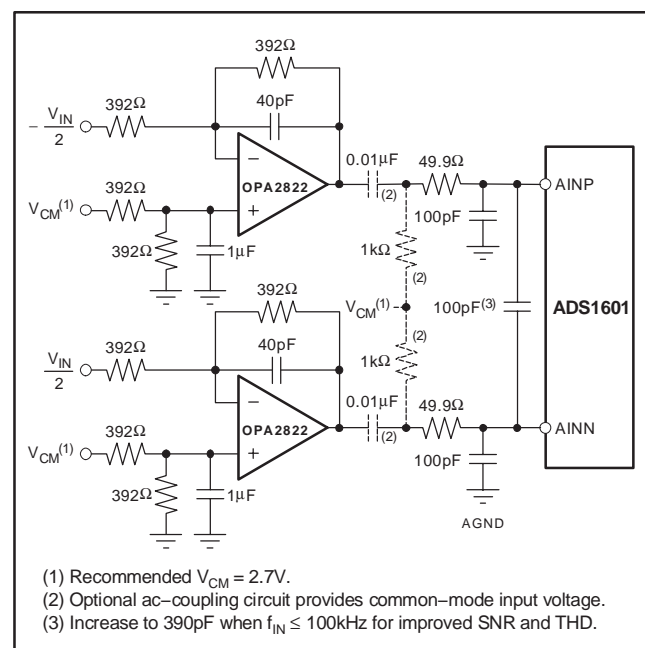 392Ω
40pF
− V_IN/2
392Ω
OPA2822
0.01µF
(2)
49.9Ω
AINP
V_CM(1)
392Ω
392Ω
1µF
100pF
1kΩ
(2)
392Ω
V_CM(1)
100pF(3)
ADS1601
40pF
(2)
1kΩ
V_IN/2
392Ω
OPA2822
0.01µF
(2)
49.9Ω
AINN
V_CM(1)
392Ω
392Ω
1µF
100pF
AGND
(1) Recommended V_CM = 2.7V.
(2) Optional ac−coupling circuit provides common−mode input voltage.
(3) Increase to 390pF when f_IN ≤ 100kHz for improved SNR and THD.